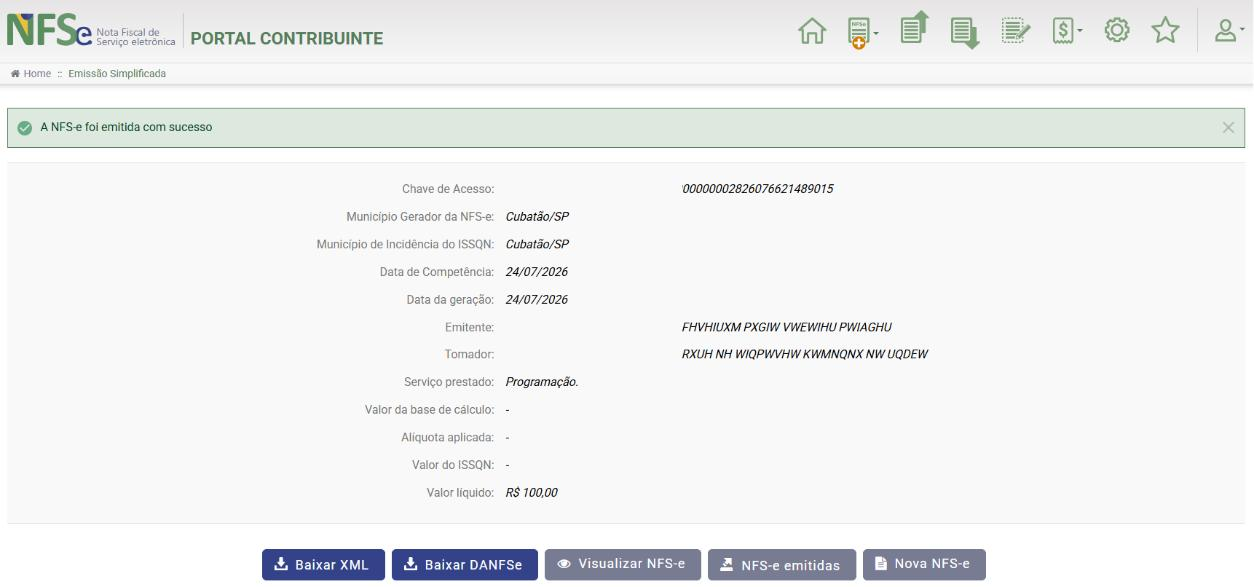 NFSe Nota Fiscal de
Serviço eletrônica
PORTAL CONTRIBUINTE
NFSe
Home :: Emissão Simplificada
A NFS-e foi emitida com sucesso
Chave de Acesso: 00000002826076621489015
Município Gerador da NFS-e: Cubatão/SP
Município de Incidência do ISSQN: Cubatão/SP
Data de Competência: 24/07/2026
Data da geração: 24/07/2026
Emitente: FHVHIUXM PXGIW VWEWIHU PWIAGHU
Tomador: RXUH NH WIQPWVHW KWMNQNX NW UQDEW
Serviço prestado: Programação.
Valor da base de cálculo: -
Alíquota aplicada: -
Valor do ISSQN: -
Valor líquido: R$ 100,00
Baixar XML Baixar DANFSe Visualizar NFS-e NFS-e emitidas Nova NFS-e